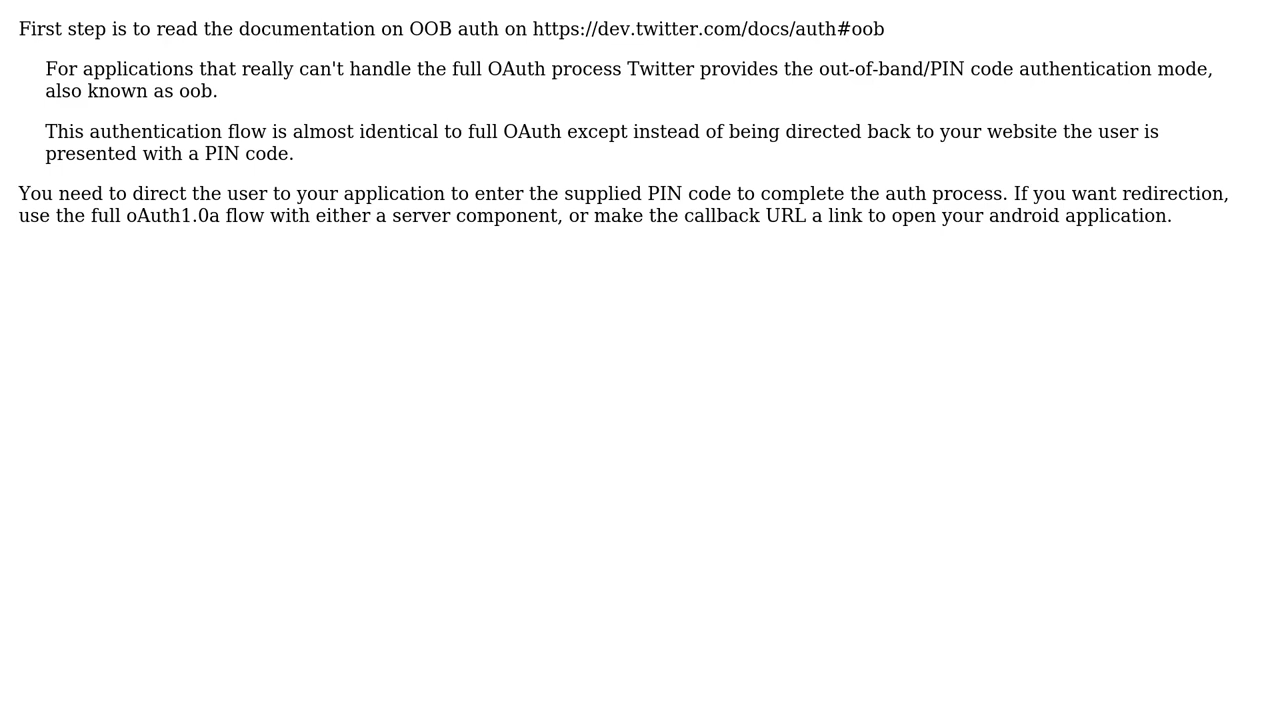 First step is to read the documentation on OOB auth on https://dev.twitter.com/docs/auth#oob
For applications that really can't handle the full OAuth process Twitter provides the out-of-band/PIN code authentication mode,
also known as oob.
This authentication flow is almost identical to full OAuth except instead of being directed back to your website the user is
presented with a PIN code.
You need to direct the user to your application to enter the supplied PIN code to complete the auth process. If you want redirection,
use the full oAuth1.0a flow with either a server component, or make the callback URL a link to open your android application.